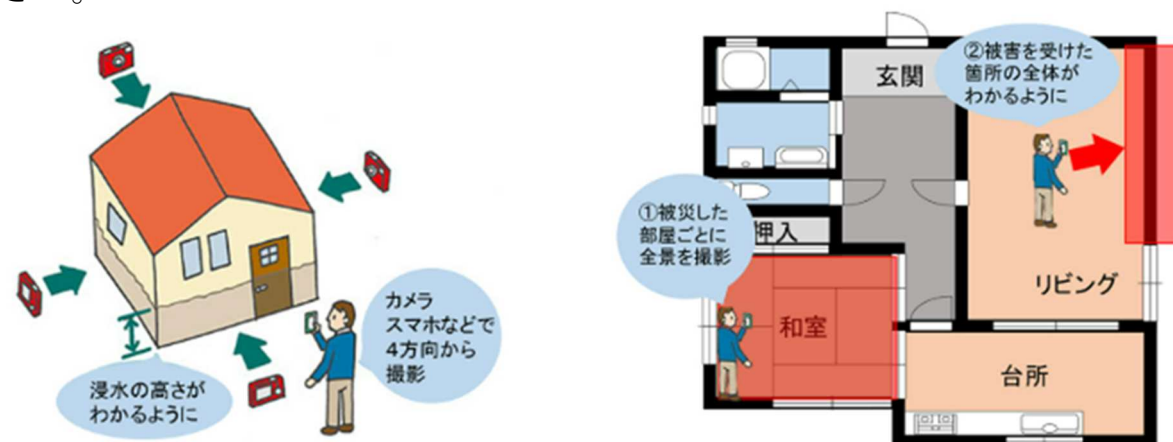 カメラ
スマホなどで
4方向から
撮影
浸水の高さが
わかるように
玄関
②被害を受けた
箇所の全体が
わかるように
①被災した
部屋ごとに
全景を撮影
押入
和室
リビング
台所